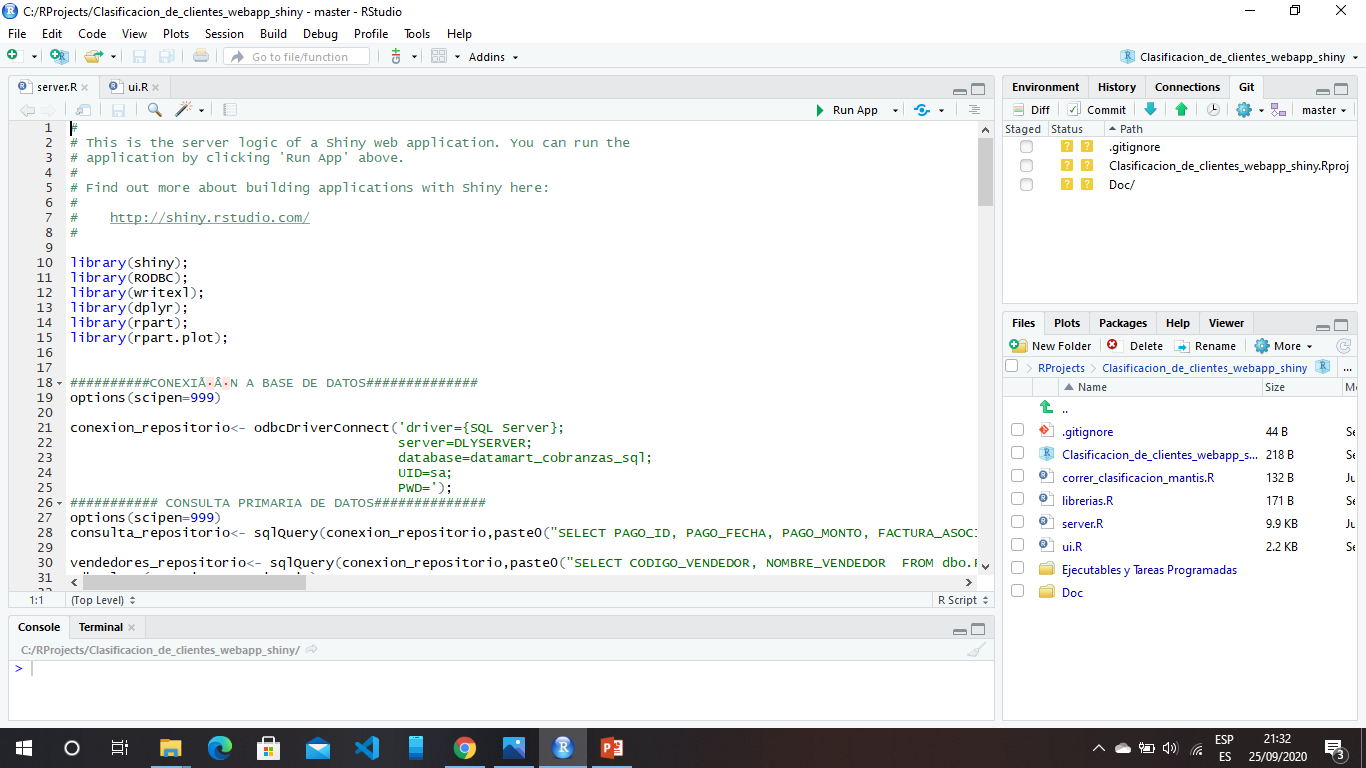 C:/RProjects/Clasificacion_de_clientes_webapp_shiny - master - RStudio
File Edit Code View Plots Session Build Debug Profile Tools Help
Go to file/function Addins Clasificacion_de_clientes_webapp_shiny
server.R ui.R
Run App
1 #
2 # This is the server logic of a Shiny web application. You can run the
3 # application by clicking 'Run App' above.
4 #
5 # Find out more about building applications with Shiny here:
6 #
7 # http://shiny.rstudio.com/
8 #
9
10 library(shiny);
11 library(RODBC);
12 library(writexl);
13 library(dplyr);
14 library(rpart);
15 library(rpart.plot);
16
17
18 ##########CONEXIÃ·Â·N A BASE DE DATOS##############
19 options(scipen=999)
20
21 conexion_repositorio<- odbcDriverConnect('driver={SQL Server};
22 server=DLYSERVER;
23 database=datamart_cobranzas_sql;
24 UID=sa;
25 PWD=');
26 ########### CONSULTA PRIMARIA DE DATOS##############
27 options(scipen=999)
28 consulta_repositorio<- sqlQuery(conexion_repositorio,paste0("SELECT PAGO_ID, PAGO_FECHA, PAGO_MONTO, FACTURA_ASOCI
29
30 vendedores_repositorio<- sqlQuery(conexion_repositorio,paste0("SELECT CODIGO_VENDEDOR, NOMBRE_VENDEDOR FROM dbo.
31
1:1 (Top Level) R Script
Console Terminal
C:/RProjects/Clasificacion_de_clientes_webapp_shiny/
>
Environment History Connections Git
Diff Commit master
Staged Status Path
? ? .gitignore
? ? Clasificacion_de_clientes_webapp_shiny.Rproj
? ? Doc/
Files Plots Packages Help Viewer
New Folder Delete Rename More
RProjects Clasificacion_de_clientes_webapp_shiny ...
Name Size
..
.gitignore 44 B Se
Clasificacion_de_clientes_webapp_s... 218 B Se
correr_clasificacion_mantis.R 132 B Ju
librerias.R 171 B Se
server.R 9.9 KB Ju
ui.R 2.2 KB Se
Ejecutables y Tareas Programadas
Doc
ESP
ES
21:32
25/09/2020
3